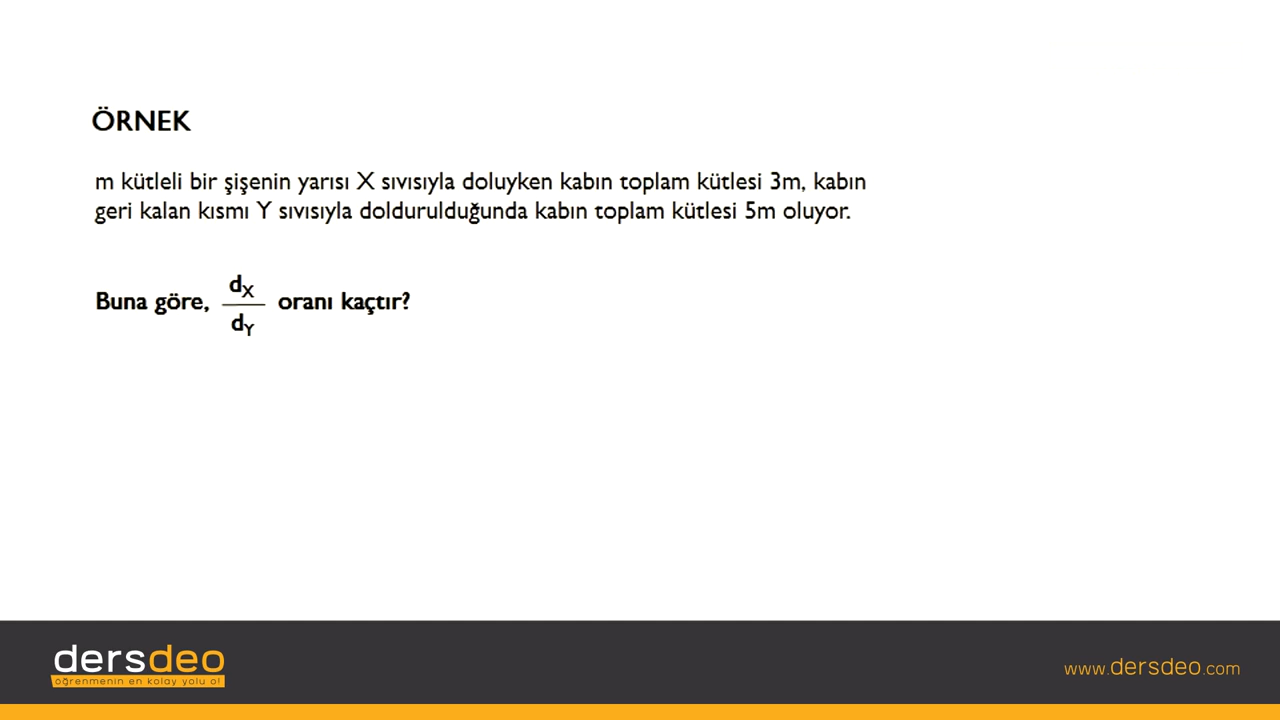 ÖRNEK
m kütleli bir şişenin yarısı X sıvısıyla doluyken kabın toplam kütlesi 3m, kabın
geri kalan kısmı Y sıvısıyla doldurulduğunda kabın toplam kütlesi 5m oluyor.
Buna göre, dX/dY oranı kaçtır?
dersdeo
öğrenmenin en kolay yolu o!
www.dersdeo.com